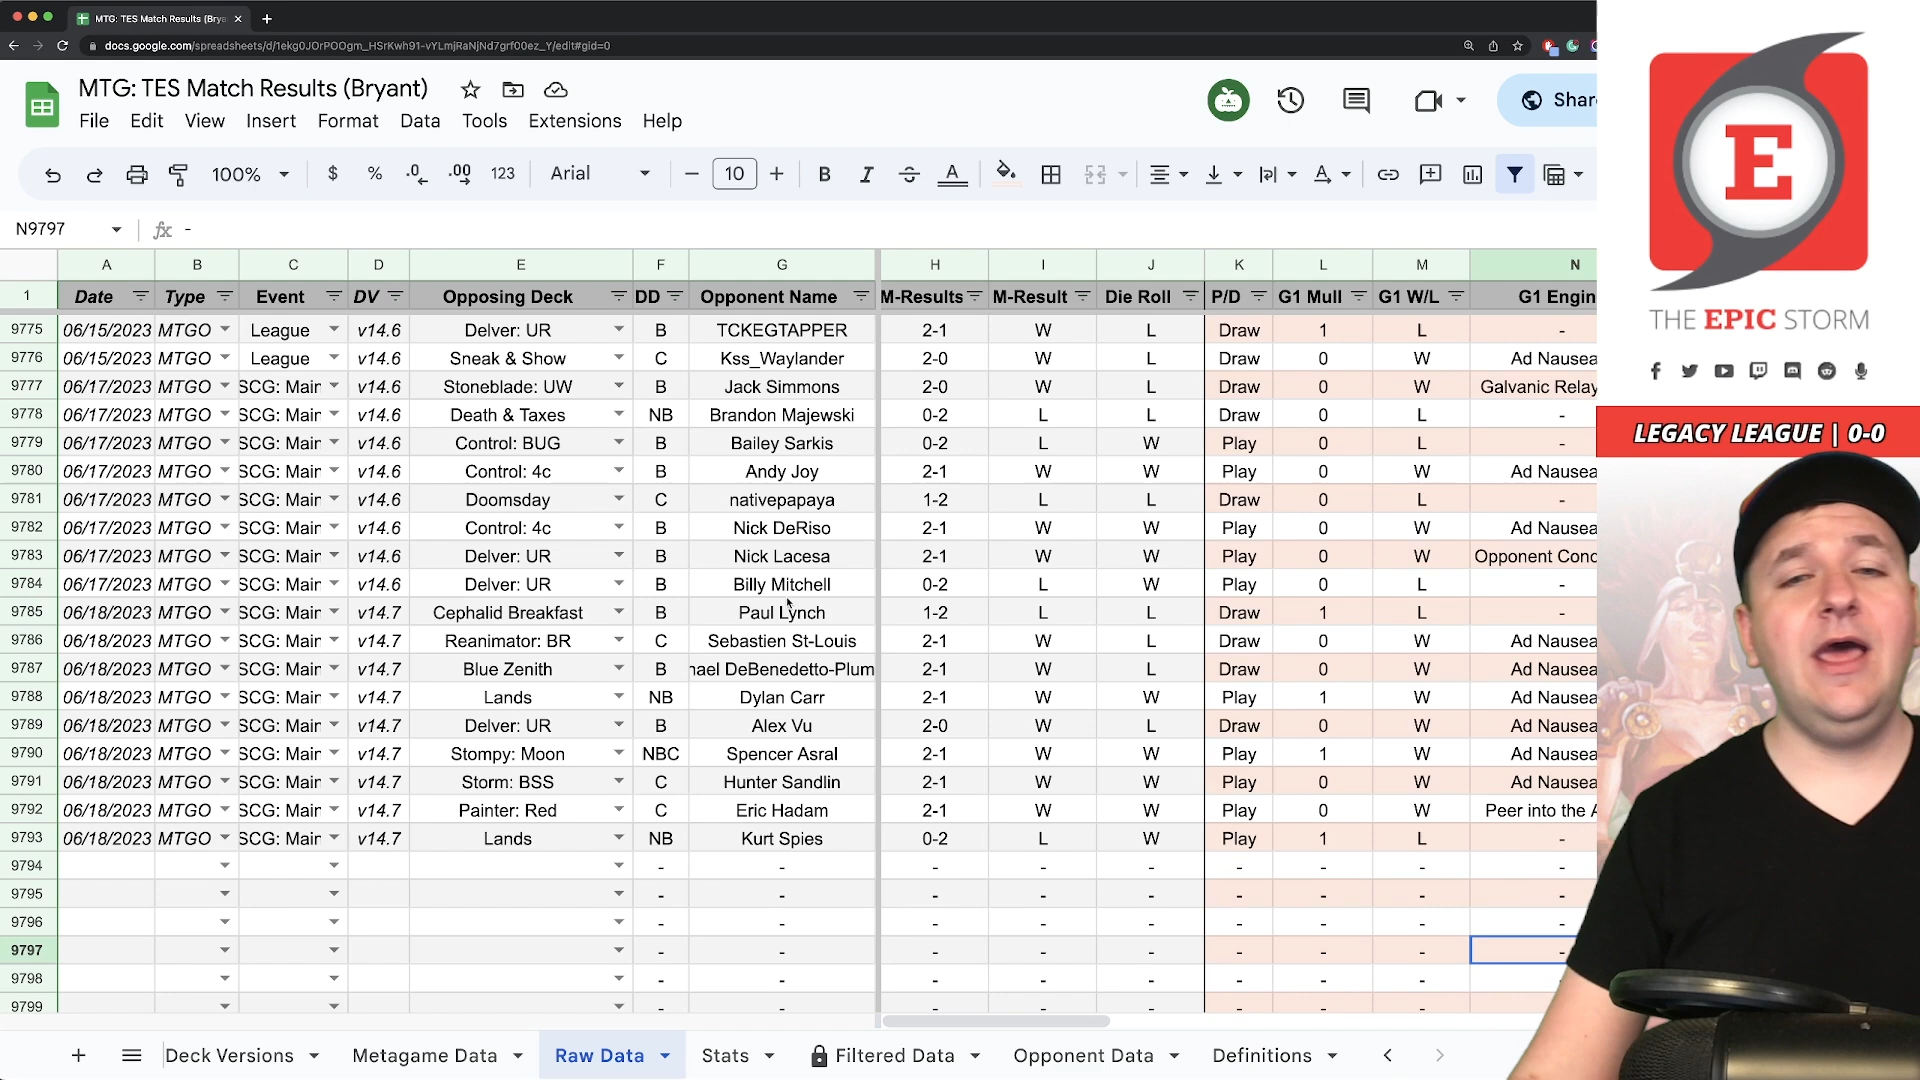 MTG: TES Match Results (Brya
docs.google.com/spreadsheets/d/1ekg0JOrPOOgm_HSrKwh91-vYLmjRaNjNd7grf00ez_Y/edit#gid=0
MTG: TES Match Results (Bryant)
Shar
File Edit View Insert Format Data Tools Extensions Help
100% $ % .0 .00 123 Arial 10 B I A
N9797 fx -
A B C D E F G H I J K L M N
1 Date Type Event DV Opposing Deck DD Opponent Name M-Results M-Result Die Roll P/D G1 Mull G1 W/L G1 Engin
9775 06/15/2023 MTGO League v14.6 Delver: UR B TCKEGTAPPER 2-1 W L Draw 1 L -
9776 06/15/2023 MTGO League v14.6 Sneak & Show C Kss_Waylander 2-0 W L Draw 0 W Ad Nausea
9777 06/17/2023 MTGO SCG: Mair v14.6 Stoneblade: UW B Jack Simmons 2-0 W L Draw 0 W Galvanic Relay
9778 06/17/2023 MTGO SCG: Mair v14.6 Death & Taxes NB Brandon Majewski 0-2 L L Draw 0 L -
9779 06/17/2023 MTGO SCG: Mair v14.6 Control: BUG B Bailey Sarkis 0-2 L W Play 0 L -
9780 06/17/2023 MTGO SCG: Mair v14.6 Control: 4c B Andy Joy 2-1 W W Play 0 W Ad Nausea
9781 06/17/2023 MTGO SCG: Mair v14.6 Doomsday C nativepapaya 1-2 L L Draw 0 L -
9782 06/17/2023 MTGO SCG: Mair v14.6 Control: 4c B Nick DeRiso 2-1 W W Play 0 W Ad Nausea
9783 06/17/2023 MTGO SCG: Mair v14.6 Delver: UR B Nick Lacesa 2-1 W W Play 0 W Opponent Conc
9784 06/17/2023 MTGO SCG: Mair v14.6 Delver: UR B Billy Mitchell 0-2 L W Play 0 L -
9785 06/18/2023 MTGO SCG: Mair v14.7 Cephalid Breakfast B Paul Lynch 1-2 L L Draw 1 L -
9786 06/18/2023 MTGO SCG: Mair v14.7 Reanimator: BR C Sebastien St-Louis 2-1 W L Draw 0 W Ad Nausea
9787 06/18/2023 MTGO SCG: Mair v14.7 Blue Zenith B hael DeBenedetto-Plum 2-1 W L Draw 0 W Ad Nausea
9788 06/18/2023 MTGO SCG: Mair v14.7 Lands NB Dylan Carr 2-1 W W Play 1 W Ad Nausea
9789 06/18/2023 MTGO SCG: Mair v14.7 Delver: UR B Alex Vu 2-0 W L Draw 0 W Ad Nausea
9790 06/18/2023 MTGO SCG: Mair v14.7 Stompy: Moon NBC Spencer Asral 2-1 W W Play 1 W Ad Nausea
9791 06/18/2023 MTGO SCG: Mair v14.7 Storm: BSS C Hunter Sandlin 2-1 W W Play 0 W Ad Nausea
9792 06/18/2023 MTGO SCG: Mair v14.7 Painter: Red C Eric Hadam 2-1 W W Play 0 W Peer into the A
9793 06/18/2023 MTGO SCG: Mair v14.7 Lands NB Kurt Spies 0-2 L W Play 1 L -
9794 - - - - - - - - -
9795 - - - - - - - - -
9796 - - - - - - - - -
9797 - - - - - - - - -
9798 - - - - - - - - -
9799 - - - - - - - - -
Deck Versions Metagame Data Raw Data Stats Filtered Data Opponent Data Definitions
E
THE EPIC STORM
LEGACY LEAGUE | 0-0